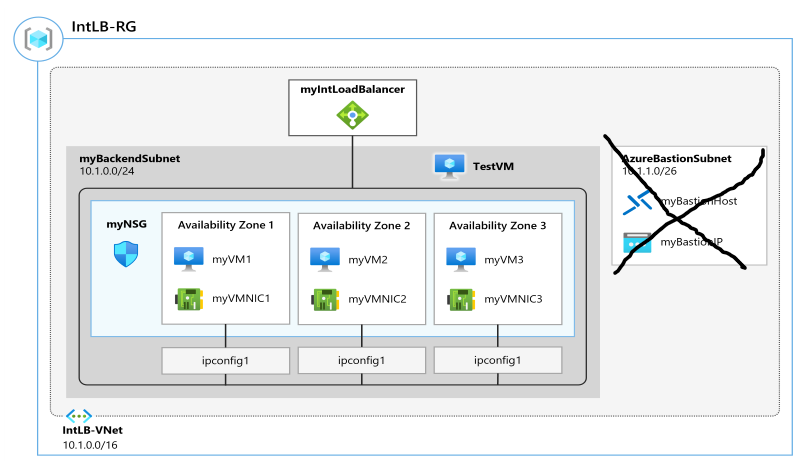 IntLB-RG
myIntLoadBalancer
myBackendSubnet
10.1.0.0/24
TestVM
AzureBastionSubnet
10.1.1.0/26
myBastionHost
myBastionIP
myNSG
Availability Zone 1
myVM1
myVMNIC1
Availability Zone 2
myVM2
myVMNIC2
Availability Zone 3
myVM3
myVMNIC3
ipconfig1
ipconfig1
ipconfig1
IntLB-VNet
10.1.0.0/16